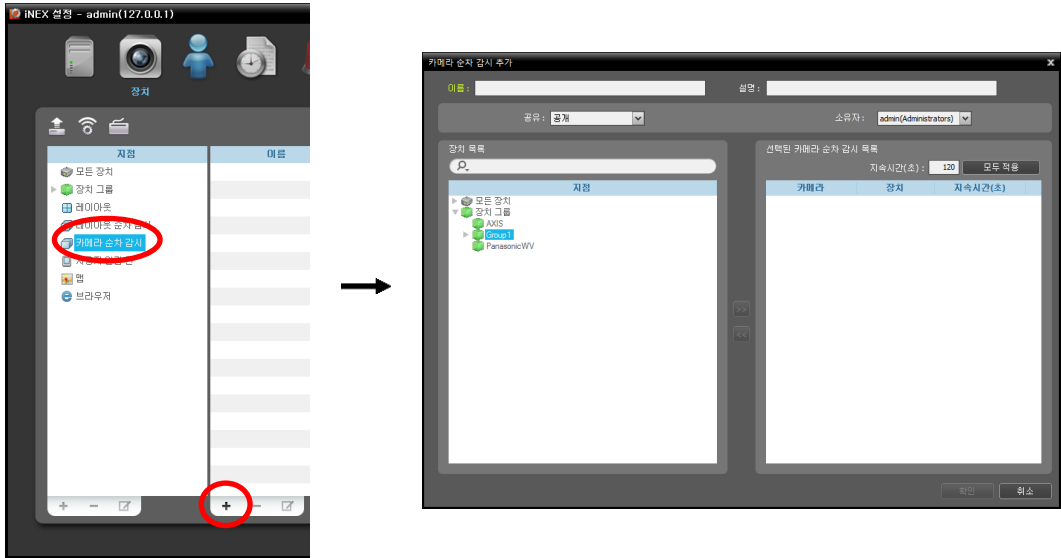 iNEX 설정 - admin(127.0.0.1)
장치
지점
이름
모든 장치
장치 그룹
레이아웃
레이아웃 순차 감시
카메라 순차 감시
맵
브라우저
카메라 순차 감시 추가
x
이름 :
설명 :
공유 : 공개
소유자 : admin(Administrators)
장치 목록
지점
모든 장치
장치 그룹
AXIS
Group1
PanasonicWV
>>
<<
선택된 카메라 순차 감시 목록
지속시간(초) : 120 모두 적용
카메라 장치 지속시간(초)
확인 취소